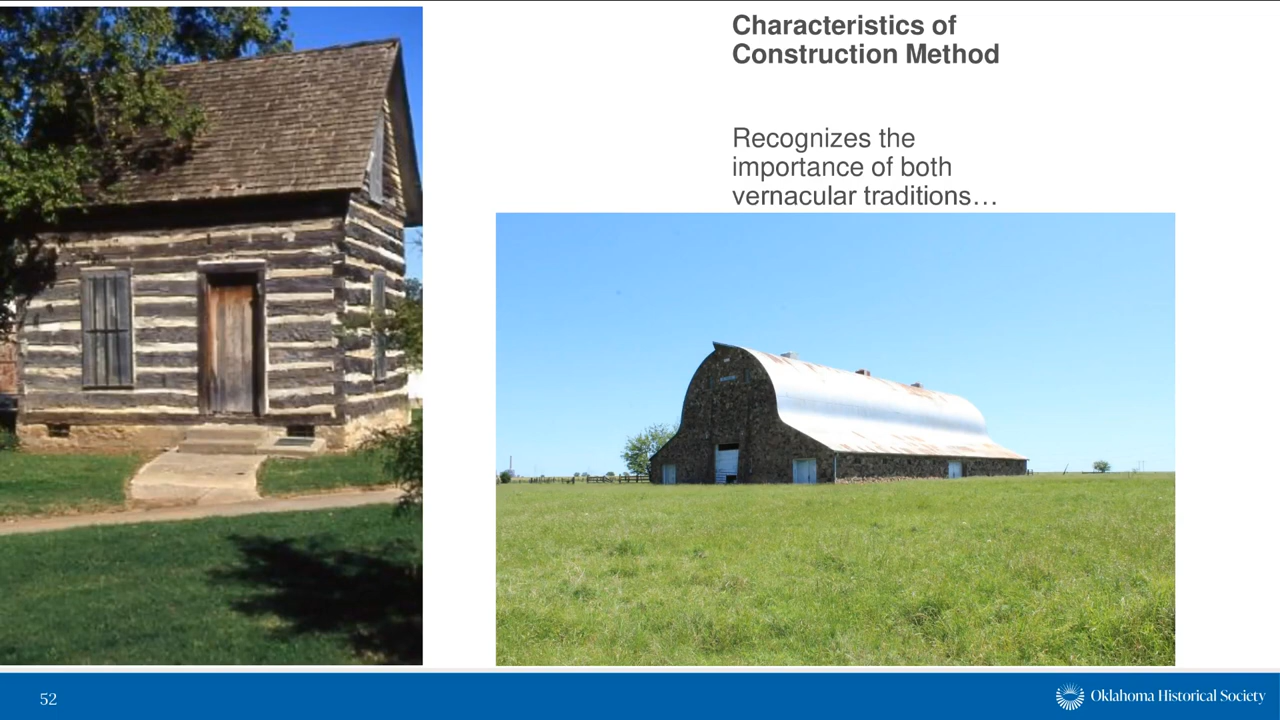 Characteristics of
Construction Method
Recognizes the
importance of both
vernacular traditions…
52
Oklahoma Historical Society